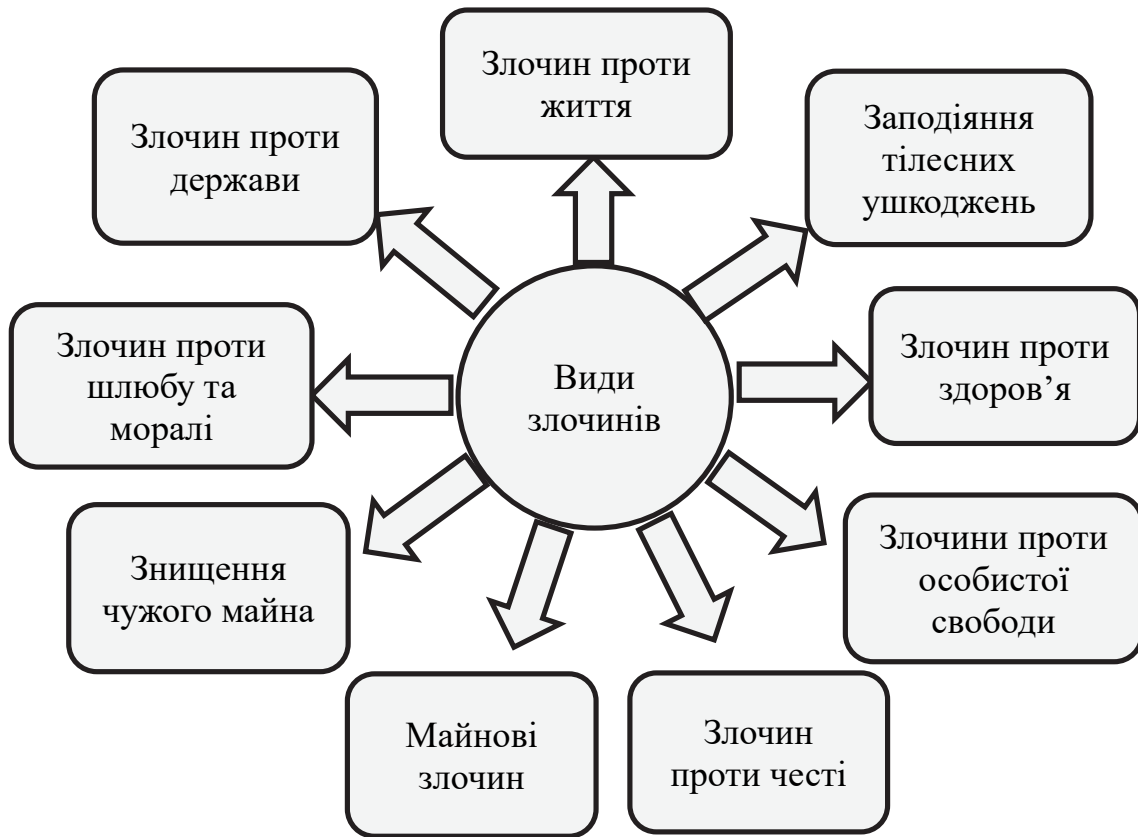 Злочин проти
життя
Злочин проти
держави
Заподіяння
тілесних
ушкоджень
Злочин проти
шлюбу та
моралі
Види
злочинів
Злочин проти
здоров’я
Знищення
чужого майна
Злочини проти
особистої
свободи
Майнові
злочин
Злочин
проти честі